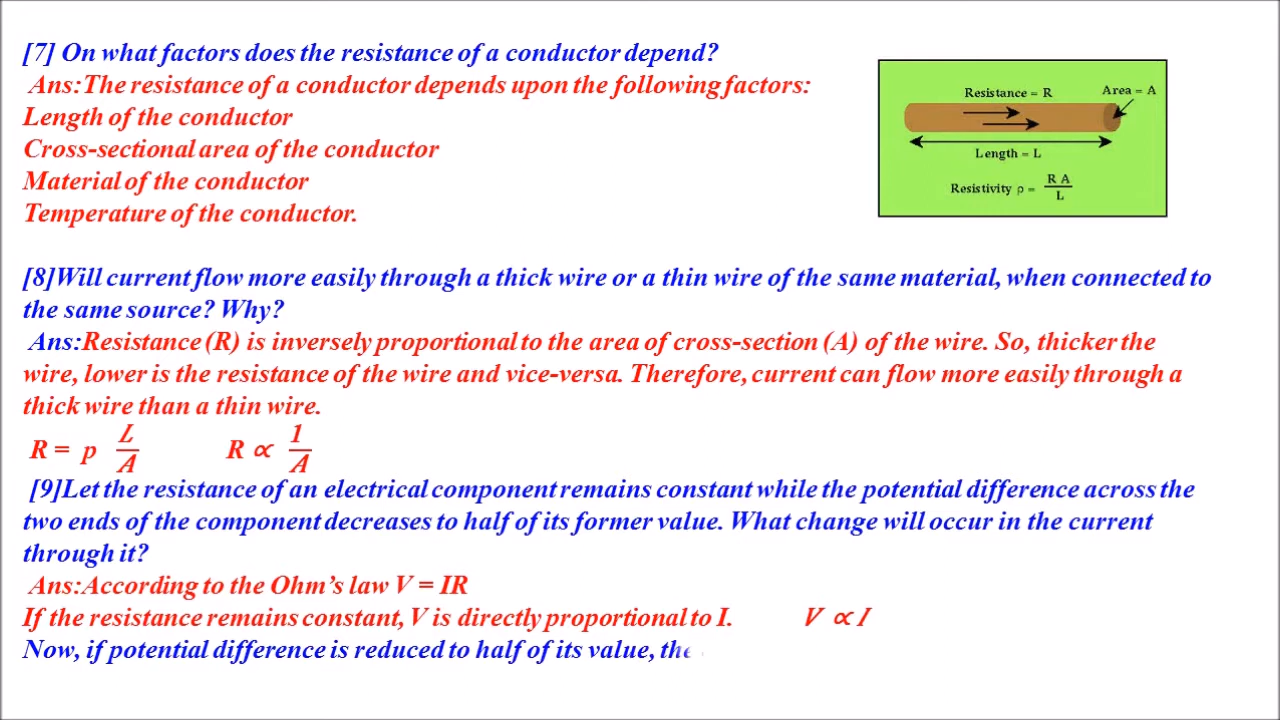 [7] On what factors does the resistance of a conductor depend?
Ans:The resistance of a conductor depends upon the following factors:
Length of the conductor
Cross-sectional area of the conductor
Material of the conductor
Temperature of the conductor.
Resistance = R
Area = A
Length = L
Resistivity ρ = R A / L
[8]Will current flow more easily through a thick wire or a thin wire of the same material, when connected to
the same source? Why?
Ans:Resistance (R) is inversely proportional to the area of cross-section (A) of the wire. So, thicker the
wire, lower is the resistance of the wire and vice-versa. Therefore, current can flow more easily through a
thick wire than a thin wire.
R = p L / A R ∝ 1 / A
[9]Let the resistance of an electrical component remains constant while the potential difference across the
two ends of the component decreases to half of its former value. What change will occur in the current
through it?
Ans:According to the Ohm's law V = IR
If the resistance remains constant, V is directly proportional to I. V ∝ I
Now, if potential difference is reduced to half of its value, the